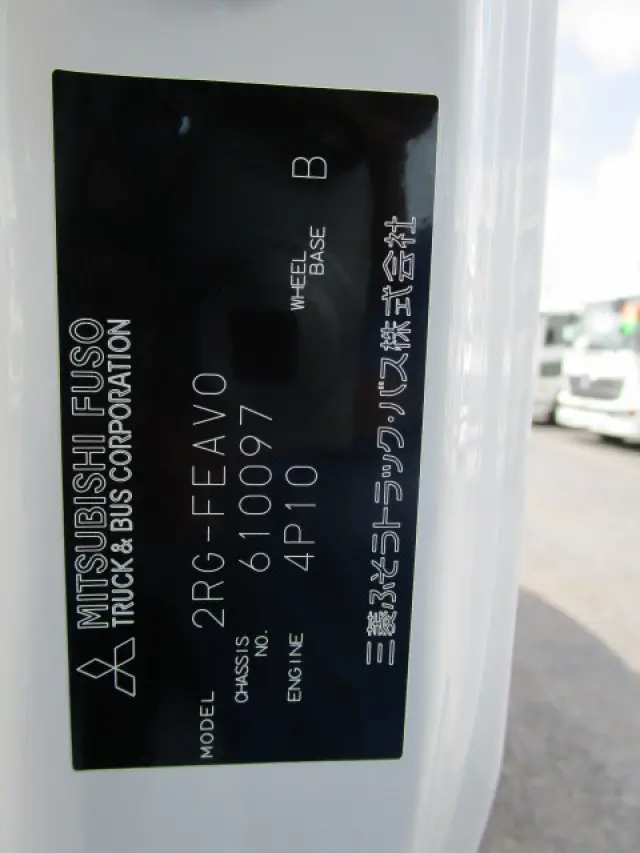 MITSUBISHI FUSO
TRUCK & BUS CORPORATION
MODEL 2RG-FEAV0
CHASSIS NO. 610097
ENGINE 4P10 WHEEL BASE B
三菱ふそうトラック・バス株式会社